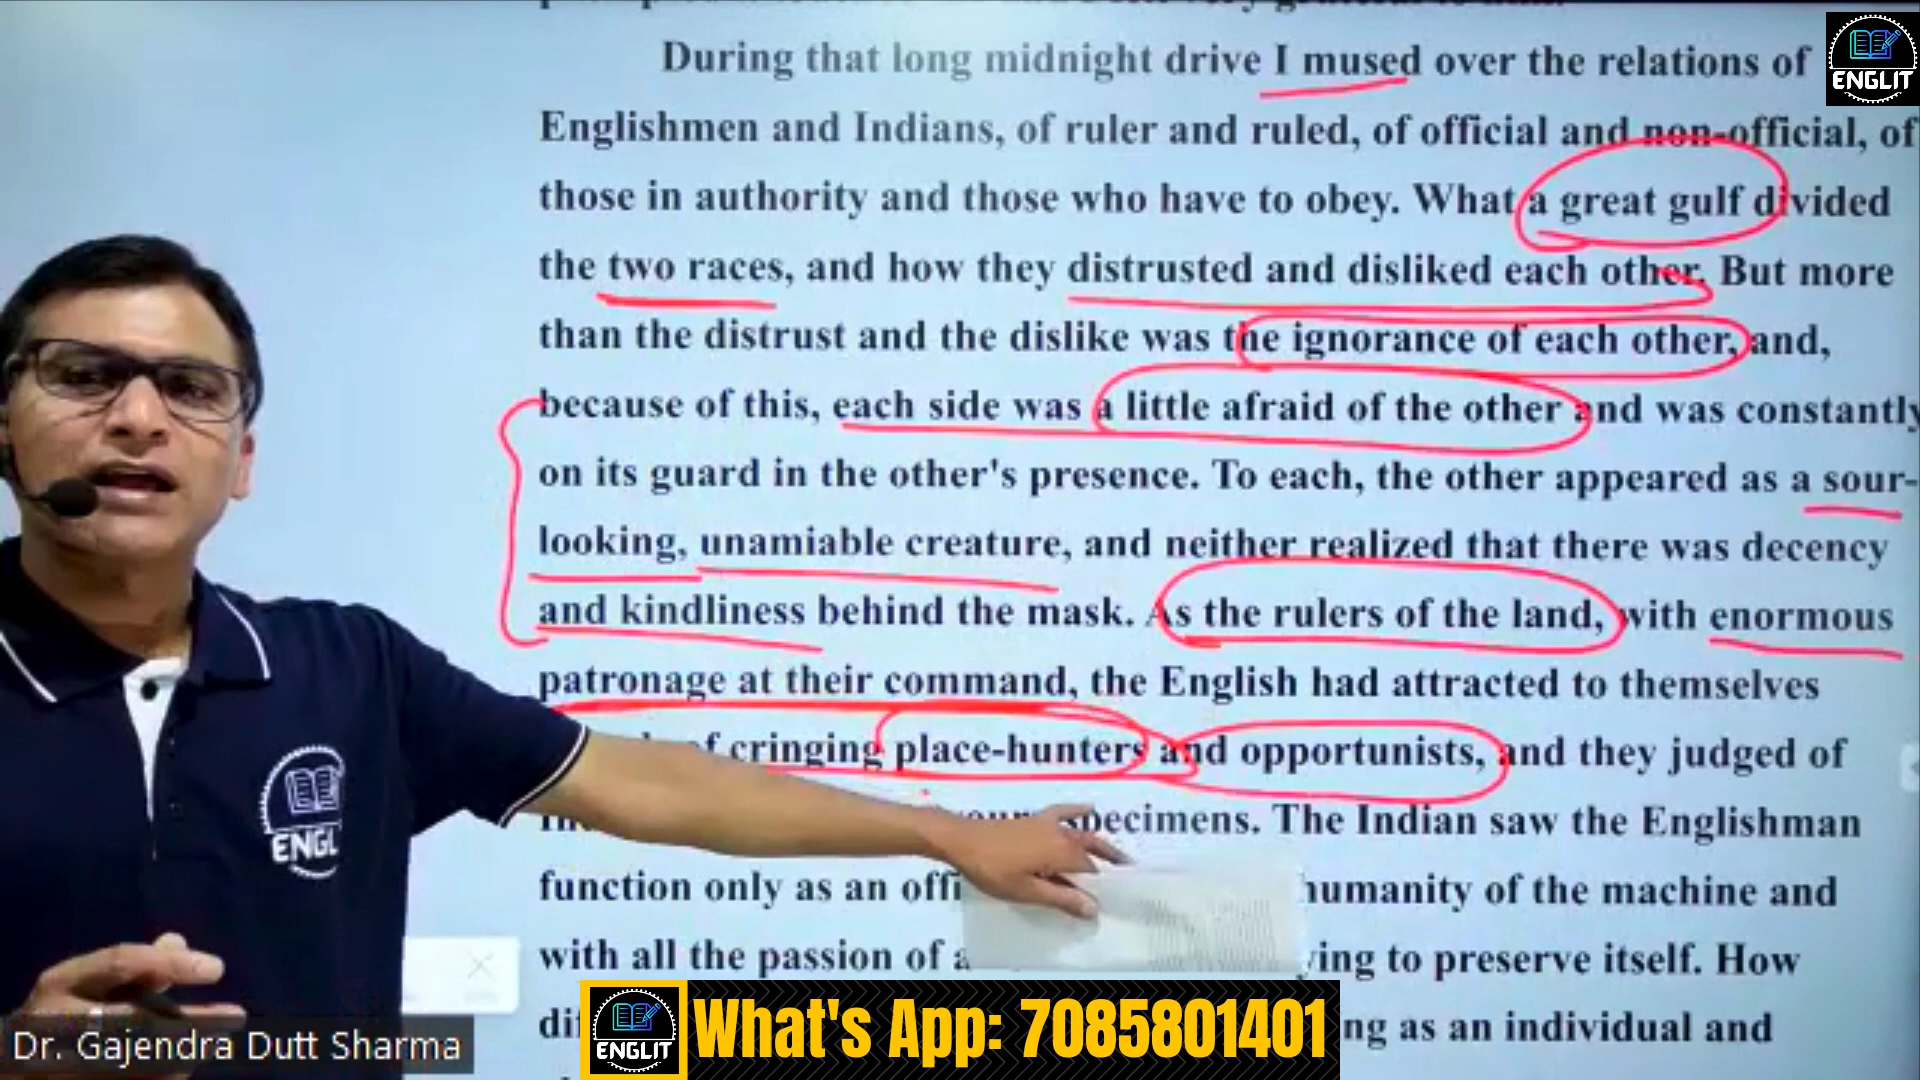 During that long midnight drive I mused over the relations of
Englishmen and Indians, of ruler and ruled, of official and non-official, of
those in authority and those who have to obey. What a great gulf divided
the two races, and how they distrusted and disliked each other. But more
than the distrust and the dislike was the ignorance of each other, and,
because of this, each side was a little afraid of the other and was constantly
on its guard in the other's presence. To each, the other appeared as a sour-
looking, unamiable creature, and neither realized that there was decency
and kindliness behind the mask. As the rulers of the land, with enormous
patronage at their command, the English had attracted to themselves
of cringing place-hunters and opportunists, and they judged of
specimens. The Indian saw the Englishman
function only as an humanity of the machine and
with all the passion of to preserve itself. How
as an individual and
ENGLIT
ENGL
Dr. Gajendra Dutt Sharma
ENGLIT
What's App: 7085801401